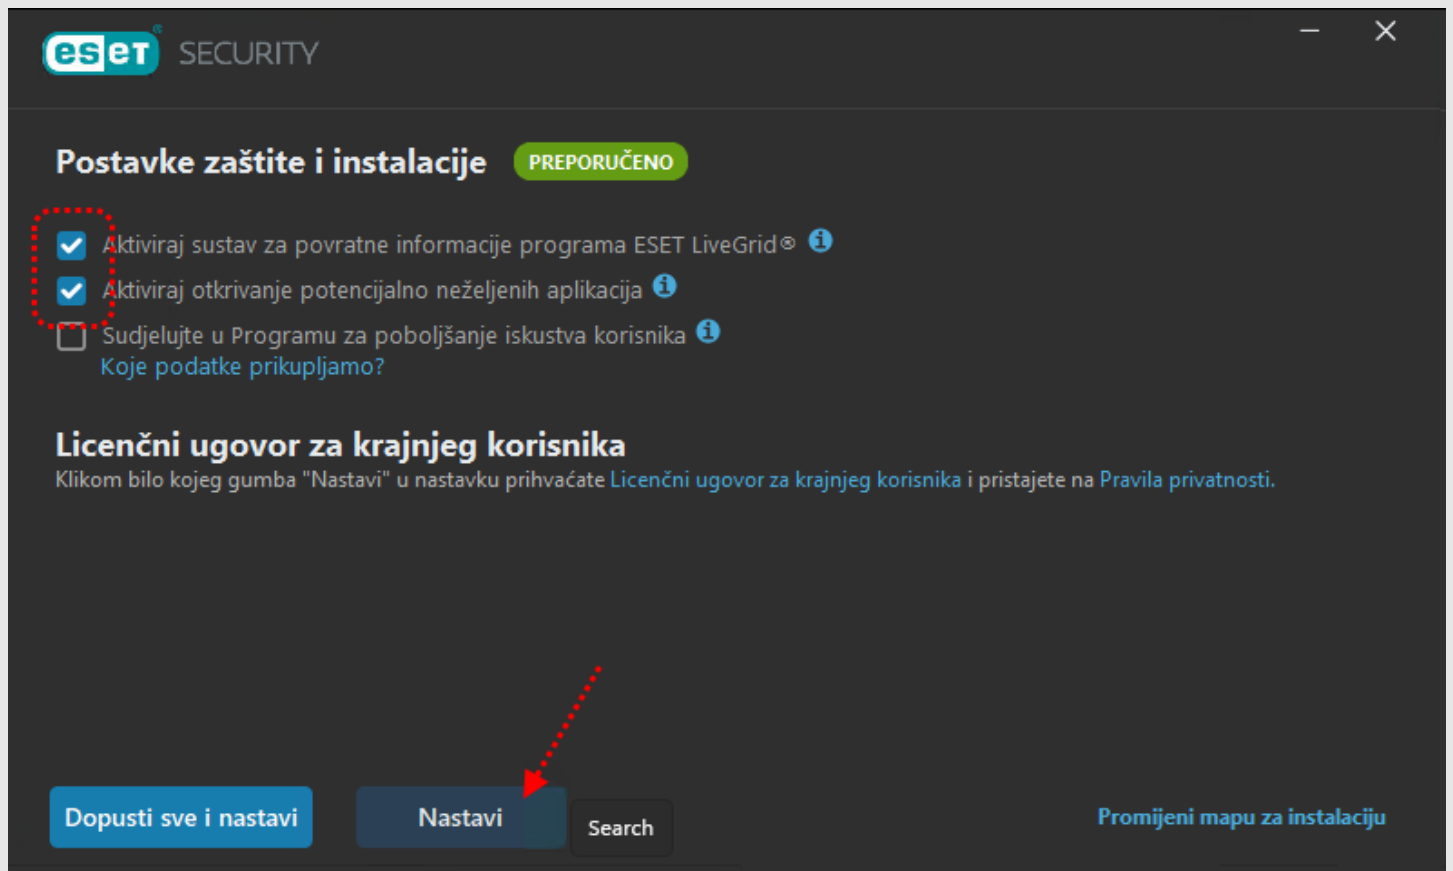 eseT® SECURITY
Postavke zaštite i instalacije PREPORUČENO
Aktiviraj sustav za povratne informacije programa ESET LiveGrid®
Aktiviraj otkrivanje potencijalno neželjenih aplikacija
Sudjelujte u Programu za poboljšanje iskustva korisnika
Koje podatke prikupljamo?
Licenčni ugovor za krajnjeg korisnika
Klikom bilo kojeg gumba "Nastavi" u nastavku prihvaćate Licenčni ugovor za krajnjeg korisnika i pristajete na Pravila privatnosti.
Dopusti sve i nastavi Nastavi Search Promijeni mapu za instalaciju